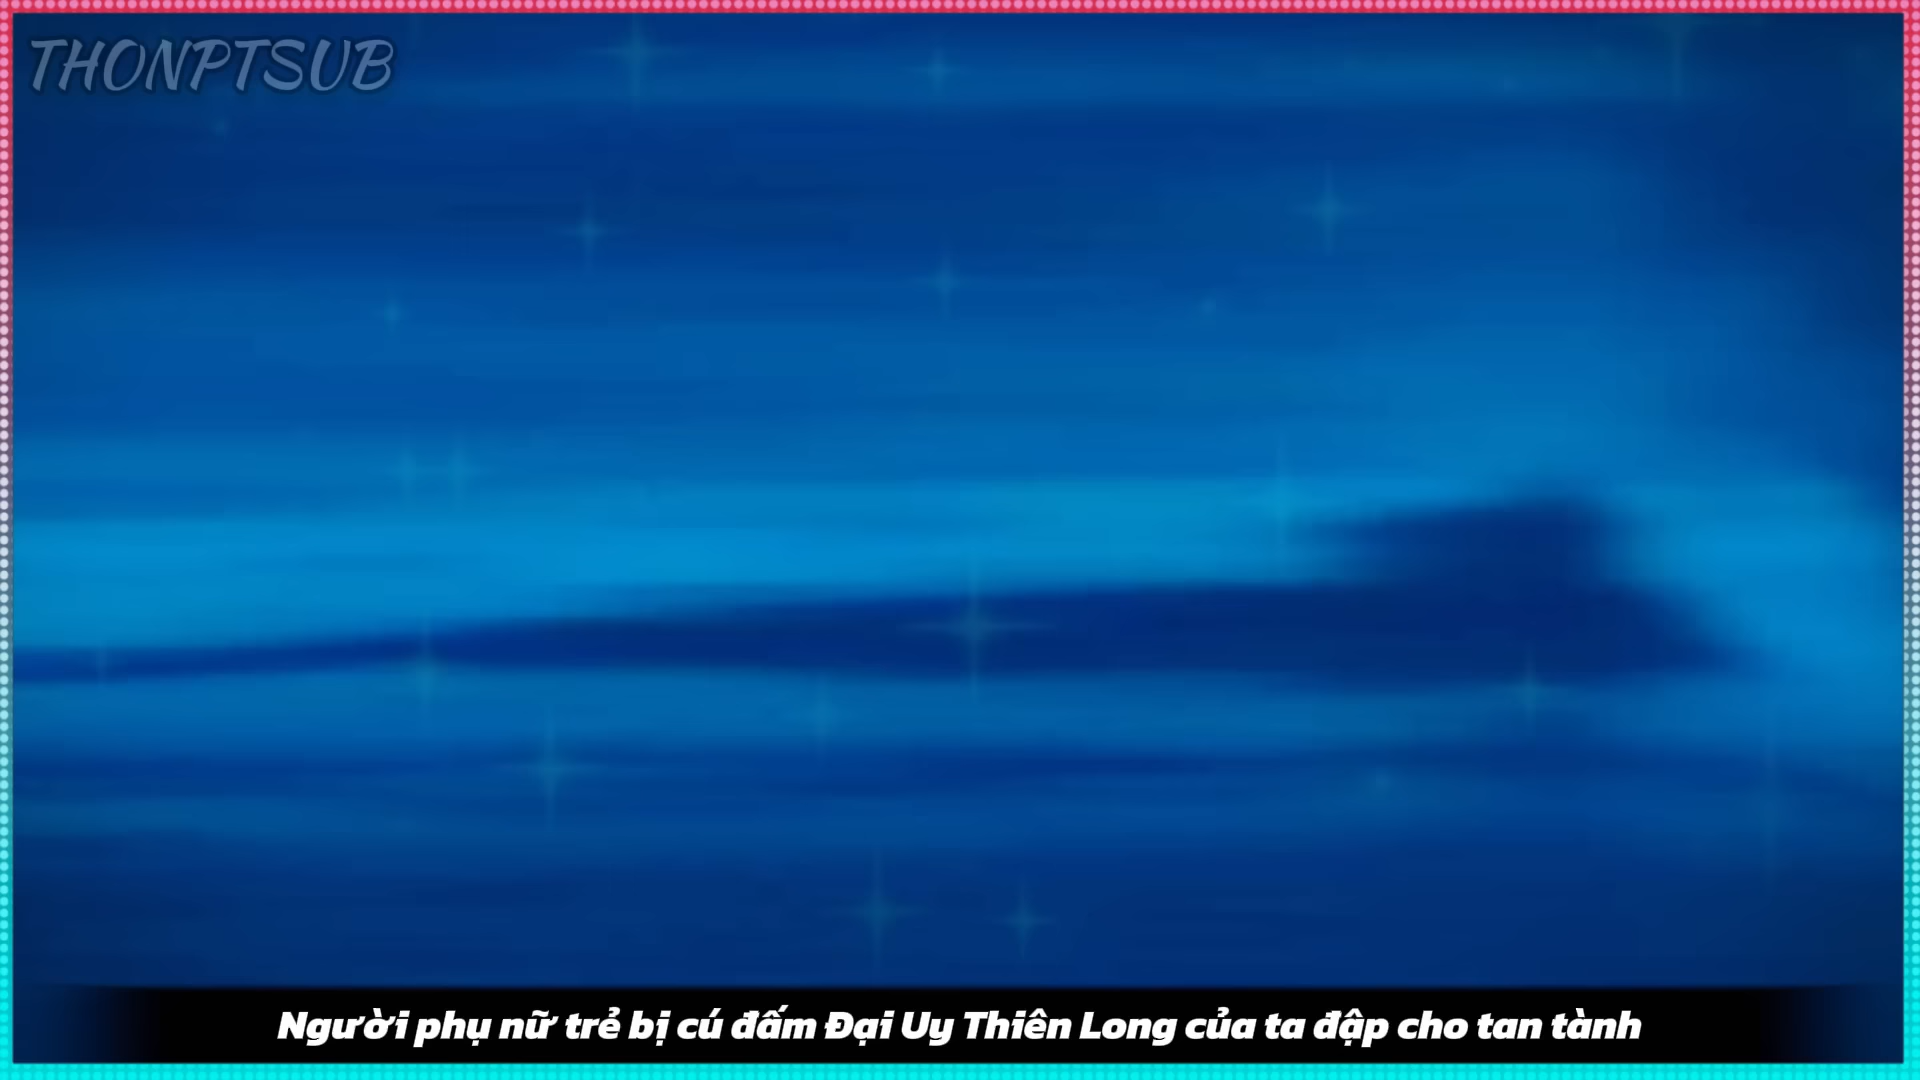 THONPTSUB
Người phụ nữ trẻ bị cú đấm Đại Uy Thiên Long của ta đập cho tan tành